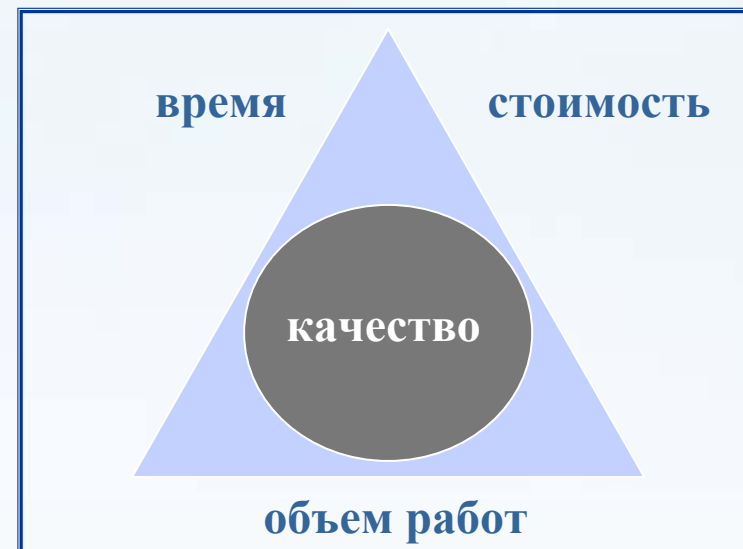 время
стоимость
качество
объем работ